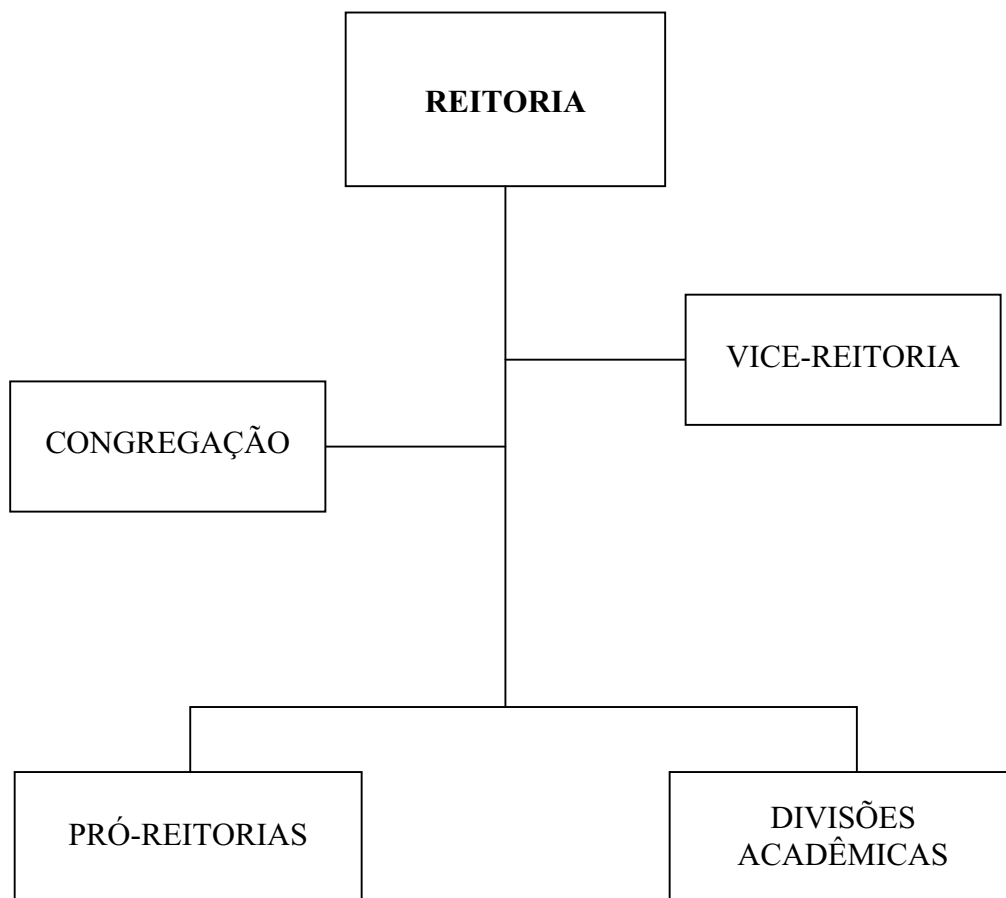 REITORIA
VICE-REITORIA
CONGREGAÇÃO
PRÓ-REITORIAS
DIVISÕES
ACADÊMICAS